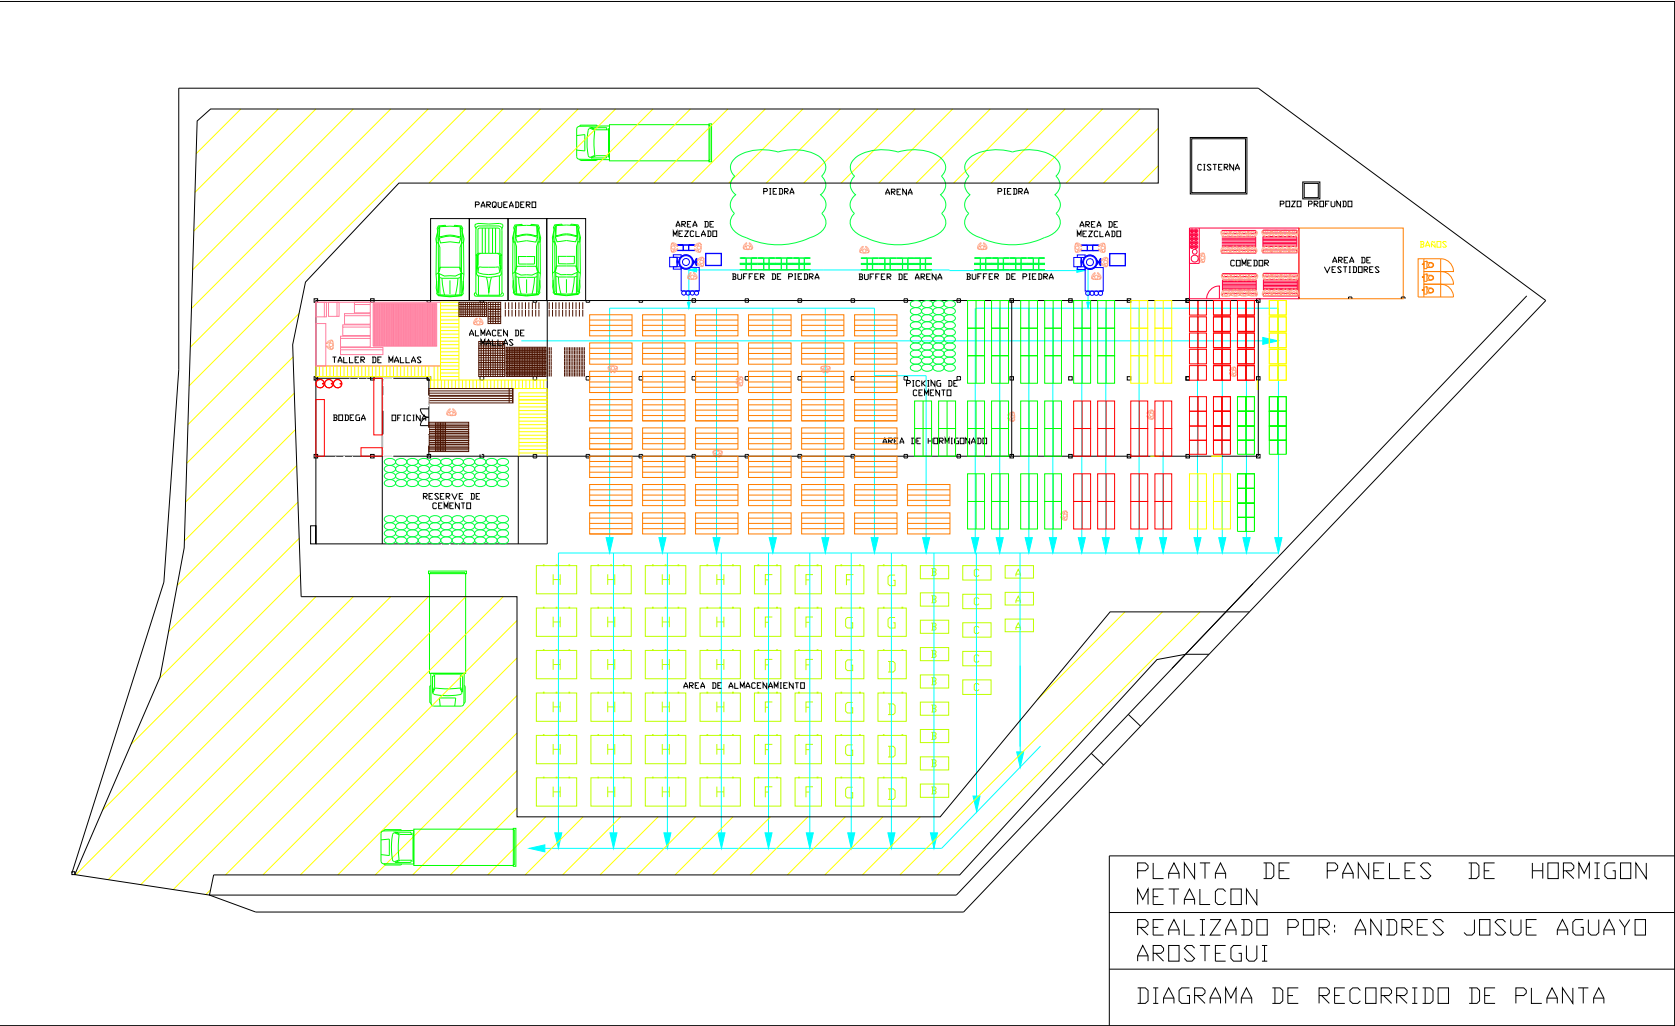 CISTERNA
PIEDRA
ARENA
PIEDRA
PARQUEADERO
POZO PROFUNDO
AREA DE
MEZCLADO
AREA DE
MEZCLADO
BAÑOS
AREA DE
VESTIDORES
COMEDOR
BUFFER DE PIEDRA
BUFFER DE ARENA
BUFFER DE PIEDRA
ALMACEN DE
MALLAS
TALLER DE MALLAS
PICKING DE
CEMENTO
BODEGA
OFICINA
AREA DE HORMIGONADO
RESERVE DE
CEMENTO
H H H H F F F G B C A
H H H H F F G G B C A
H H H H F F G D B C A
AREA DE ALMACENAMIENTO
H H H H F F G D B C
H H H H F F G D B C
H H H H F F G D B
B
B
B
PLANTA DE PANELES DE HORMIGON
METALCON
REALIZADO POR: ANDRES JOSUE AGUAYO
AROSTEGUI
DIAGRAMA DE RECORRIDO DE PLANTA